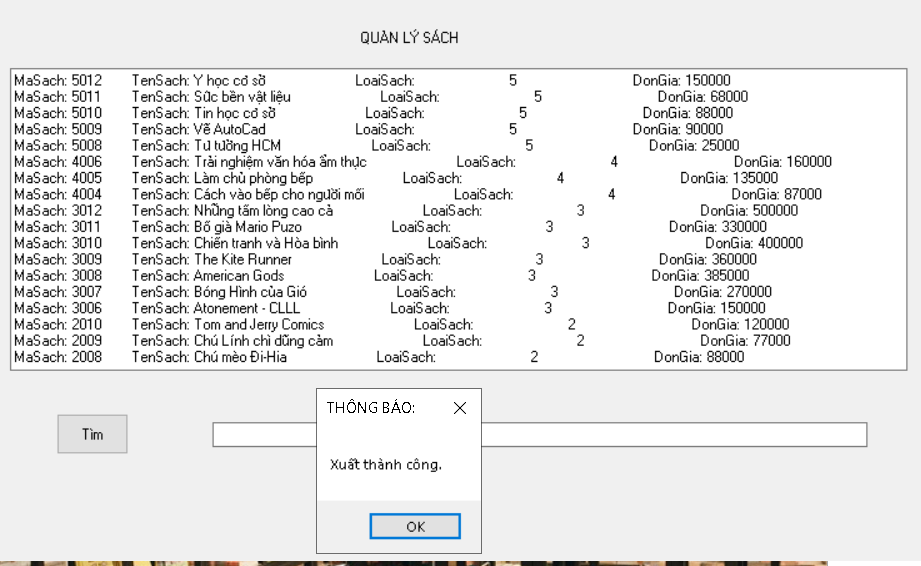 QUẢN LÝ SÁCH
MaSach: 5012 TenSach: Y học cơ sở LoaiSach: 5 DonGia: 150000
MaSach: 5011 TenSach: Sức bền vật liệu LoaiSach: 5 DonGia: 68000
MaSach: 5010 TenSach: Tin học cơ sở LoaiSach: 5 DonGia: 88000
MaSach: 5009 TenSach: Vẽ AutoCad LoaiSach: 5 DonGia: 90000
MaSach: 5008 TenSach: Tư tưởng HCM LoaiSach: 5 DonGia: 25000
MaSach: 4006 TenSach: Trải nghiệm văn hóa ẩm thực LoaiSach: 4 DonGia: 160000
MaSach: 4005 TenSach: Làm chủ phòng bếp LoaiSach: 4 DonGia: 135000
MaSach: 4004 TenSach: Cách vào bếp cho người mới LoaiSach: 4 DonGia: 87000
MaSach: 3012 TenSach: Những tấm lòng cao cả LoaiSach: 3 DonGia: 500000
MaSach: 3011 TenSach: Bố già Mario Puzo LoaiSach: 3 DonGia: 330000
MaSach: 3010 TenSach: Chiến tranh và Hòa bình LoaiSach: 3 DonGia: 400000
MaSach: 3009 TenSach: The Kite Runner LoaiSach: 3 DonGia: 360000
MaSach: 3008 TenSach: American Gods LoaiSach: 3 DonGia: 385000
MaSach: 3007 TenSach: Bóng Hình của Gió LoaiSach: 3 DonGia: 270000
MaSach: 3006 TenSach: Atonement - CLLL LoaiSach: 3 DonGia: 150000
MaSach: 2010 TenSach: Tom and Jerry Comics LoaiSach: 2 DonGia: 120000
MaSach: 2009 TenSach: Chú Lính chì dũng cảm LoaiSach: 2 DonGia: 77000
MaSach: 2008 TenSach: Chú mèo Đi-Hia LoaiSach: 2 DonGia: 88000
THÔNG BÁO:
Tìm
Xuất thành công.
OK